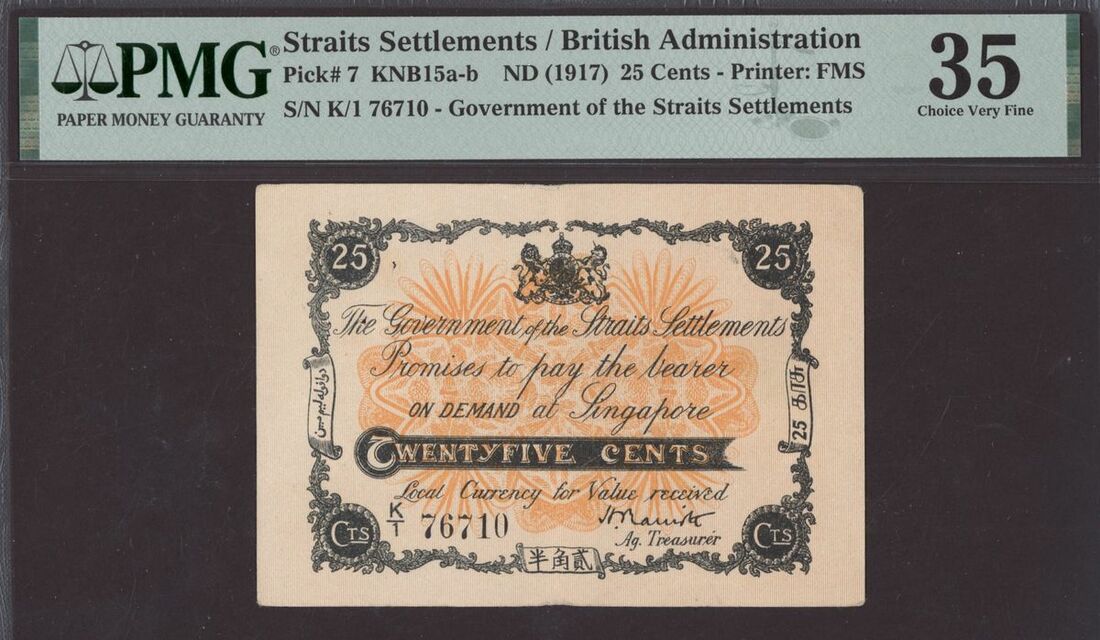 PMG®
PAPER MONEY GUARANTY
Straits Settlements / British Administration
Pick# 7 KNB15a-b ND (1917) 25 Cents - Printer: FMS
S/N K/1 76710 - Government of the Straits Settlements
35
Choice Very Fine
25
25
The Government of the Straits Settlements
Promises to pay the bearer
ON DEMAND at Singapore
TWENTYFIVE CENTS
Local Currency for Value received
K/1 76710
Ag. Treasurer
CTS
CTS
半角貳
25 காசு